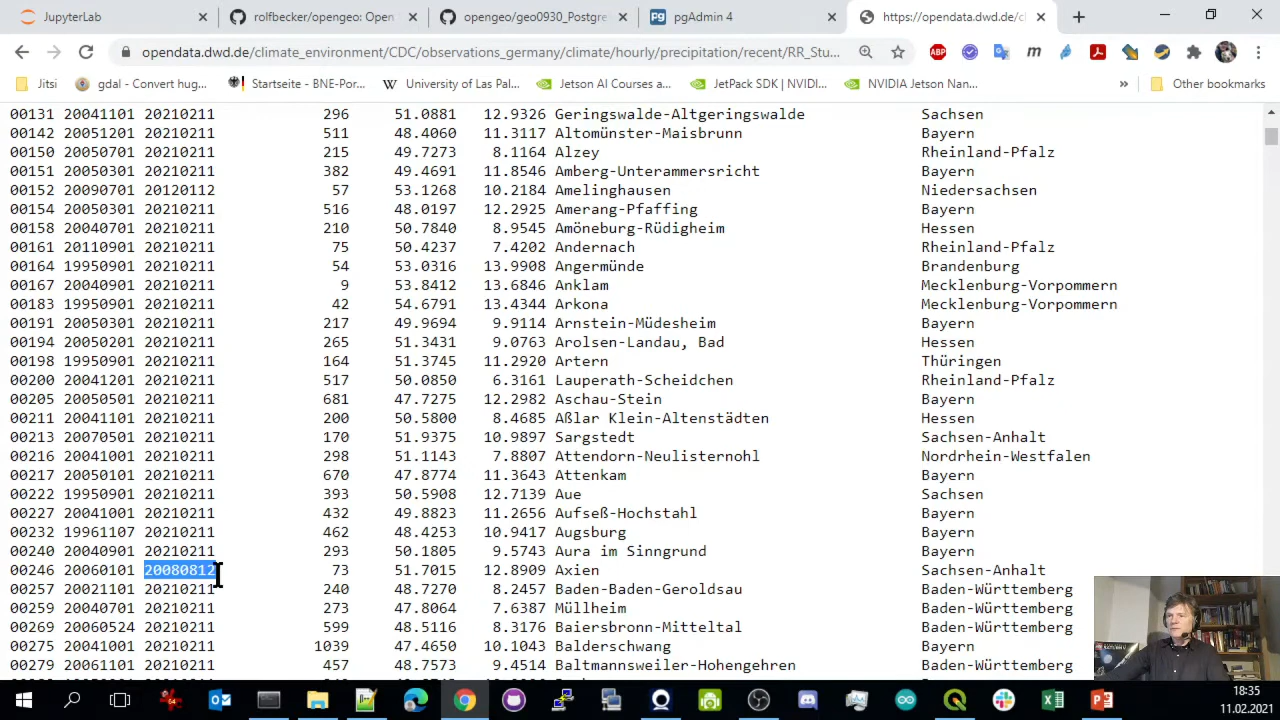 JupyterLab
rolfbecker/opengeo: Open
opengeo/geo0930_Postgre
pgAdmin 4
https://opendata.dwd.de/cl
opendata.dwd.de/climate_environment/CDC/observations_germany/climate/hourly/precipitation/recent/RR_Stu...
Jitsi
gdal - Convert hug...
Startseite – BNE-Por...
University of Las Pal...
Jetson AI Courses a...
JetPack SDK | NVIDI...
NVIDIA Jetson Nan...
»
Other bookmarks
00131 20041101 20210211 296 51.0881 12.9326 Geringswalde-Altgeringswalde Sachsen
00142 20051201 20210211 511 48.4060 11.3117 Altomünster-Maisbrunn Bayern
00150 20050701 20210211 215 49.7273 8.1164 Alzey Rheinland-Pfalz
00151 20050301 20210211 382 49.4691 11.8546 Amberg-Unterammersricht Bayern
00152 20090701 20120112 57 53.1268 10.2184 Amelinghausen Niedersachsen
00154 20050301 20210211 516 48.0197 12.2925 Amerang-Pfaffing Bayern
00158 20040701 20210211 210 50.7840 8.9545 Amöneburg-Rüdigheim Hessen
00161 20110901 20210211 75 50.4237 7.4202 Andernach Rheinland-Pfalz
00164 19950901 20210211 54 53.0316 13.9908 Angermünde Brandenburg
00167 20040901 20210211 9 53.8412 13.6846 Anklam Mecklenburg-Vorpommern
00183 19950901 20210211 42 54.6791 13.4344 Arkona Mecklenburg-Vorpommern
00191 20050301 20210211 217 49.9694 9.9114 Arnstein-Müdesheim Bayern
00194 20050201 20210211 265 51.3431 9.0763 Arolsen-Landau, Bad Hessen
00198 19950901 20210211 164 51.3745 11.2920 Artern Thüringen
00200 20041201 20210211 517 50.0850 6.3161 Lauperath-Scheidchen Rheinland-Pfalz
00205 20050501 20210211 681 47.7275 12.2982 Aschau-Stein Bayern
00211 20041101 20210211 200 50.5800 8.4685 Aßlar Klein-Altenstädten Hessen
00213 20070501 20210211 170 51.9375 10.9897 Sargstedt Sachsen-Anhalt
00216 20041001 20210211 298 51.1143 7.8807 Attendorn-Neulisternohl Nordrhein-Westfalen
00217 20050101 20210211 670 47.8774 11.3643 Attenkam Bayern
00222 19950901 20210211 393 50.5908 12.7139 Aue Sachsen
00227 20041001 20210211 432 49.8823 11.2656 Aufseß-Hochstahl Bayern
00232 19961107 20210211 462 48.4253 10.9417 Augsburg Bayern
00240 20040901 20210211 293 50.1805 9.5743 Aura im Sinngrund Bayern
00246 20060101 20080812 73 51.7015 12.8909 Axien Sachsen-Anhalt
00257 20021101 20210211 240 48.7270 8.2457 Baden-Baden-Geroldsau Baden-Württemberg
00259 20040701 20210211 273 47.8064 7.6387 Müllheim Baden-Württemberg
00269 20060524 20210211 599 48.5116 8.3176 Baiersbronn-Mitteltal Baden-Württemberg
00275 20041001 20210211 1039 47.4650 10.1043 Balderschwang Bayern
00279 20061101 20210211 457 48.7573 9.4514 Baltmannsweiler-Hohengehren Baden-Württemberg
18:35
11.02.2021